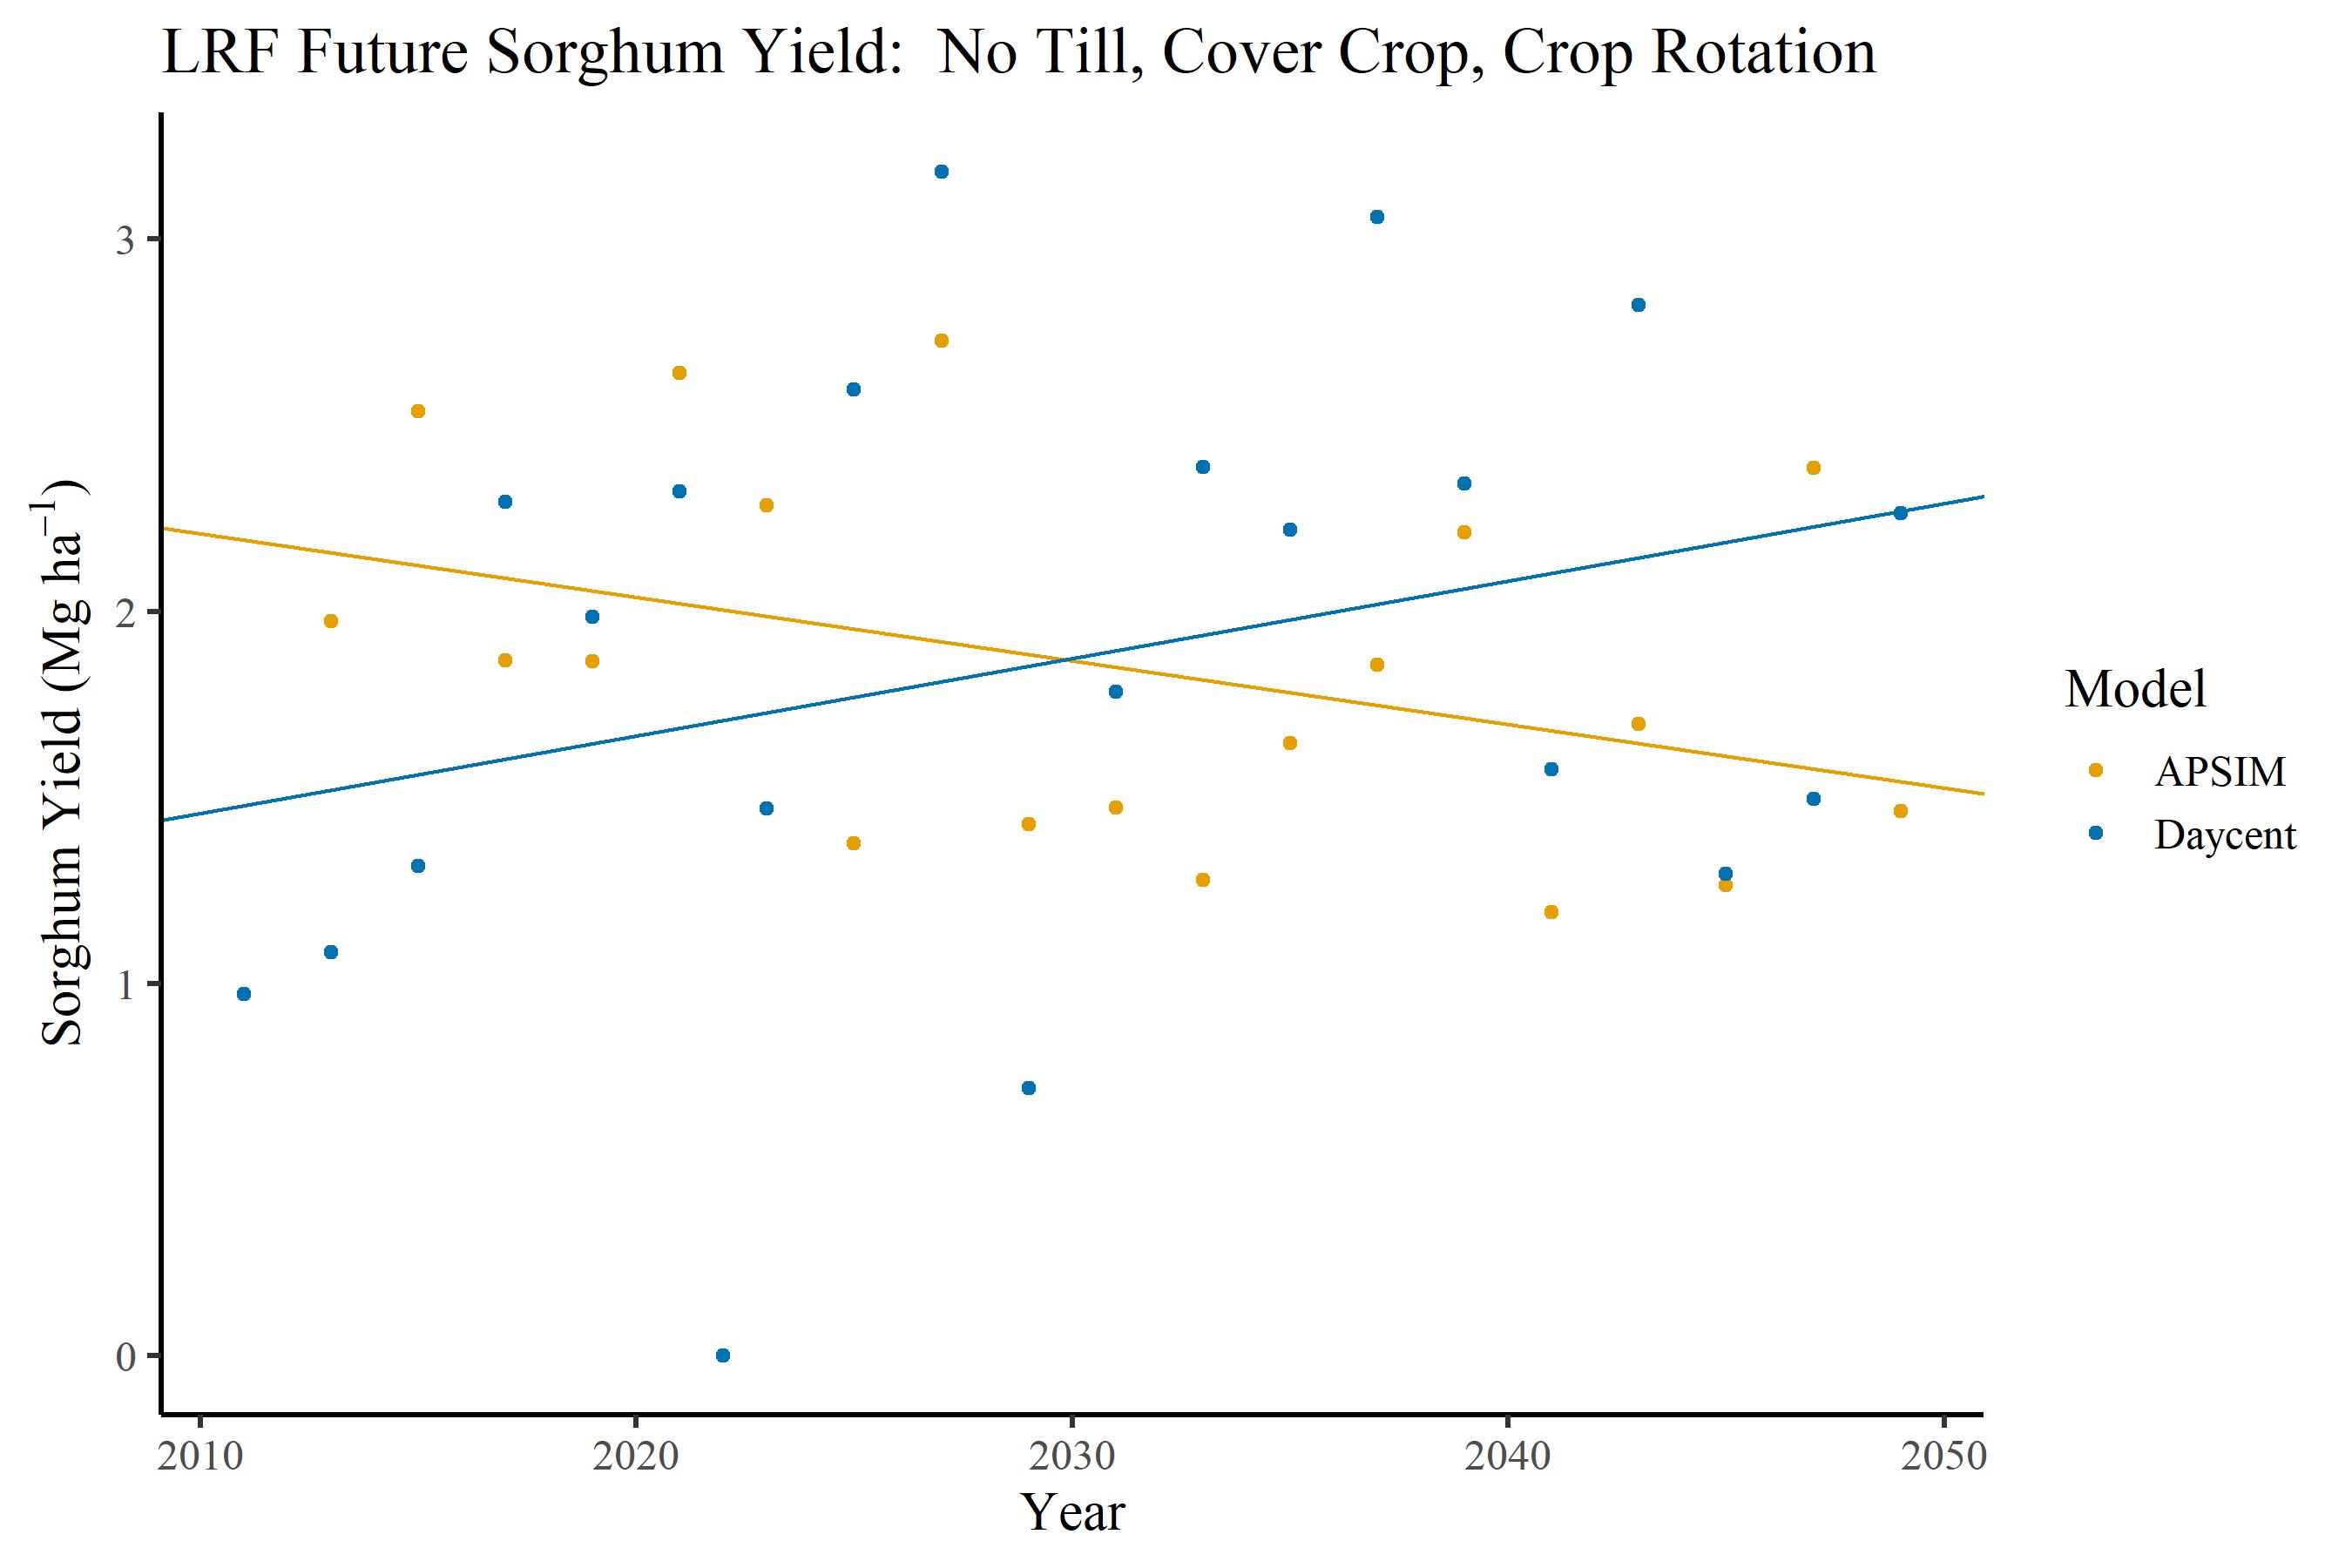 LRF Future Sorghum Yield:  No Till, Cover Crop, Crop Rotation
Sorghum Yield (Mg ha⁻¹)
3
2
1
0
2010 2020 2030 2040 2050
Year
Model
APSIM
Daycent